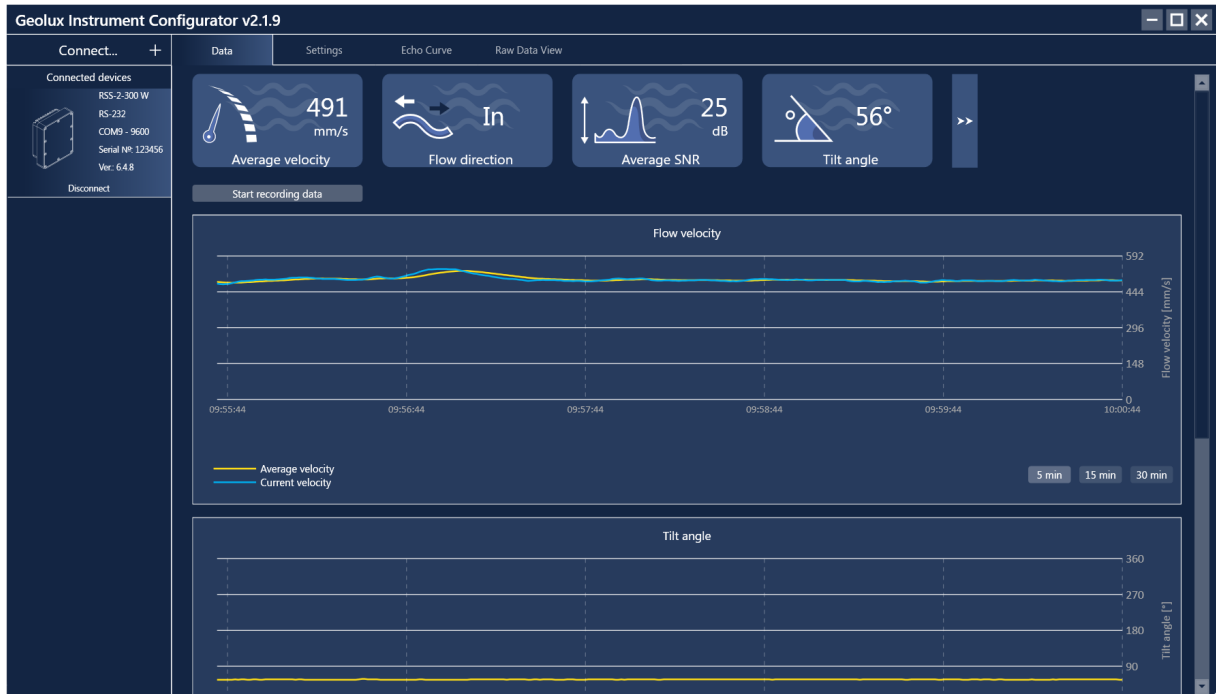 Geolux Instrument Configurator v2.1.9
Connect... +
Data Settings Echo Curve Raw Data View
Connected devices
RSS-2-300 W
RS-232
COM9 - 9600
Serial Nº: 123456
Ver.: 6.4.8
Disconnect
491
mm/s
Average velocity
In
Flow direction
25
dB
Average SNR
56°
Tilt angle
Start recording data
Flow velocity
592
444
296
148
0
Flow velocity [mm/s]
09:55:44 09:56:44 09:57:44 09:58:44 09:59:44 10:00:44
Average velocity
Current velocity
5 min 15 min 30 min
Tilt angle
360
270
180
90
Tilt angle [°]